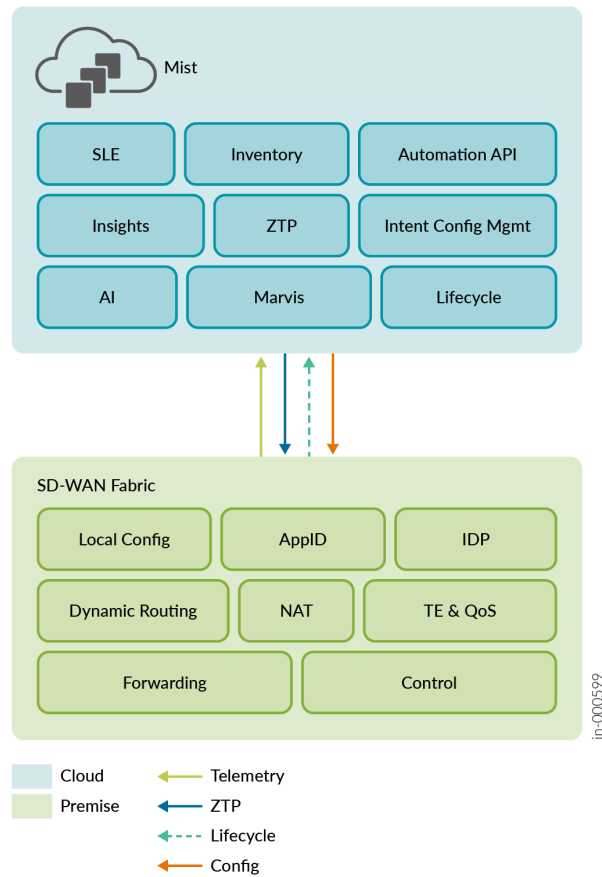 Mist
SLE
Inventory
Automation API
Insights
ZTP
Intent Config Mgmt
AI
Marvis
Lifecycle
SD-WAN Fabric
Local Config
AppID
IDP
Dynamic Routing
NAT
TE & QoS
Forwarding
Control
in-000599
Cloud
Premise
Telemetry
ZTP
Lifecycle
Config